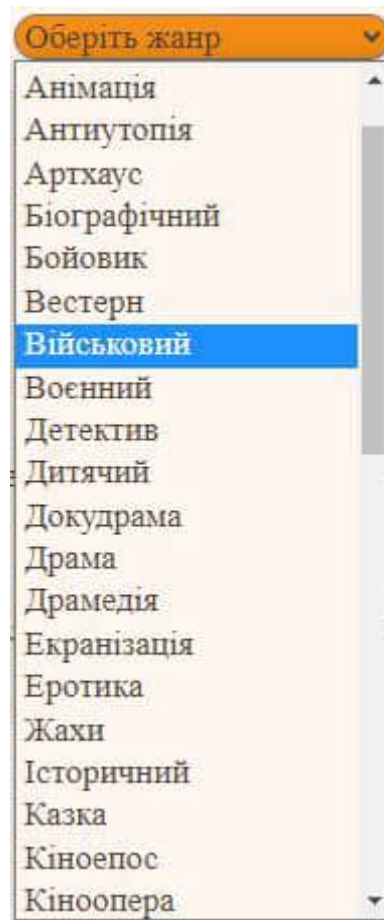 Оберіть жанр
Анімація
Антиутопія
Артхаус
Біографічний
Бойовик
Вестерн
Військовий
Воєнний
Детектив
Дитячий
Докудрама
Драма
Драмедія
Екранізація
Еротика
Жахи
Історичний
Казка
Кіноепос
Кіноопера